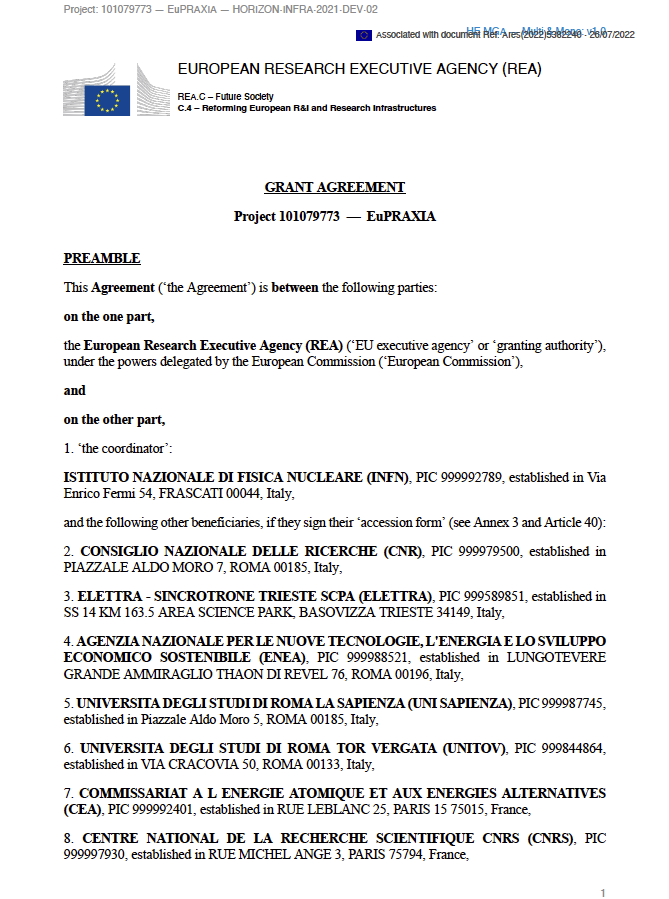 Project: 101079773 — EuPRAXIA — HORIZON-INFRA-2021-DEV-02
Associated with document Ref. Ares(2022)5382240 - 26/07/2022
HE MGA — Multi & Mono: v1.0
EUROPEAN RESEARCH EXECUTIVE AGENCY (REA)
REA.C – Future Society
C.4 – Reforming European R&I and Research Infrastructures
GRANT AGREEMENT
Project 101079773 — EuPRAXIA
PREAMBLE
This Agreement (‘the Agreement’) is between the following parties:
on the one part,
the European Research Executive Agency (REA) (‘EU executive agency’ or ‘granting authority’),
under the powers delegated by the European Commission (‘European Commission’),
and
on the other part,
1. ‘the coordinator’:
ISTITUTO NAZIONALE DI FISICA NUCLEARE (INFN), PIC 999992789, established in Via
Enrico Fermi 54, FRASCATI 00044, Italy,
and the following other beneficiaries, if they sign their ‘accession form’ (see Annex 3 and Article 40):
2. CONSIGLIO NAZIONALE DELLE RICERCHE (CNR), PIC 999979500, established in
PIAZZALE ALDO MORO 7, ROMA 00185, Italy,
3. ELETTRA - SINCROTRONE TRIESTE SCPA (ELETTRA), PIC 999589851, established in
SS 14 KM 163.5 AREA SCIENCE PARK, BASOVIZZA TRIESTE 34149, Italy,
4. AGENZIA NAZIONALE PER LE NUOVE TECNOLOGIE, L'ENERGIA E LO SVILUPPO
ECONOMICO SOSTENIBILE (ENEA), PIC 999988521, established in LUNGOTEVERE
GRANDE AMMIRAGLIO THAON DI REVEL 76, ROMA 00196, Italy,
5. UNIVERSITA DEGLI STUDI DI ROMA LA SAPIENZA (UNI SAPIENZA), PIC 999987745,
established in Piazzale Aldo Moro 5, ROMA 00185, Italy,
6. UNIVERSITA DEGLI STUDI DI ROMA TOR VERGATA (UNITOV), PIC 999844864,
established in VIA CRACOVIA 50, ROMA 00133, Italy,
7. COMMISSARIAT A L ENERGIE ATOMIQUE ET AUX ENERGIES ALTERNATIVES
(CEA), PIC 999992401, established in RUE LEBLANC 25, PARIS 15 75015, France,
8. CENTRE NATIONAL DE LA RECHERCHE SCIENTIFIQUE CNRS (CNRS), PIC
999997930, established in RUE MICHEL ANGE 3, PARIS 75794, France,
1